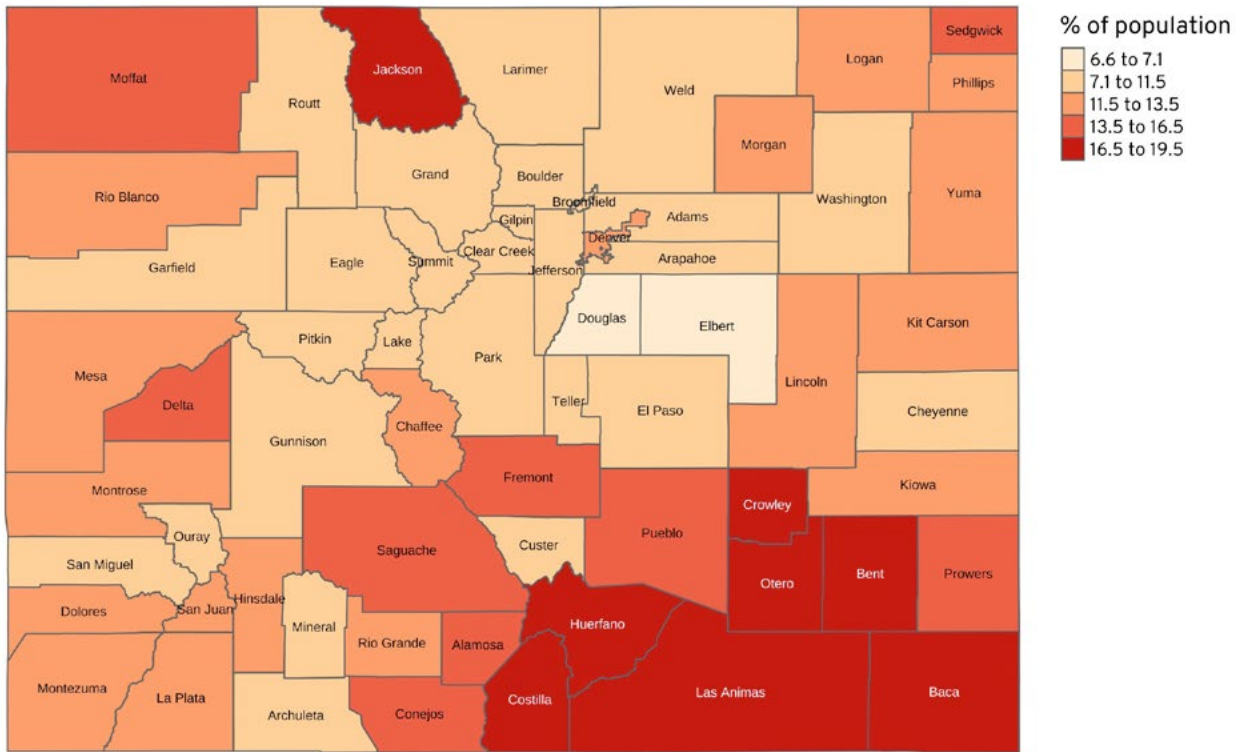 % of population
6.6 to 7.1
7.1 to 11.5
11.5 to 13.5
13.5 to 16.5
16.5 to 19.5
Moffat
Routt
Jackson
Larimer
Weld
Logan
Sedgwick
Phillips
Morgan
Rio Blanco
Grand
Boulder
Broomfield
Washington
Yuma
Gilpin
Adams
Denver
Clear Creek
Garfield
Eagle
Summit
Jefferson
Arapahoe
Douglas
Elbert
Kit Carson
Pitkin
Lake
Park
Mesa
Lincoln
Delta
Teller
El Paso
Cheyenne
Chaffee
Gunnison
Fremont
Kiowa
Montrose
Crowley
Ouray
Pueblo
Custer
Saguache
San Miguel
Otero
Bent
Prowers
Hinsdale
Dolores
San Juan
Mineral
Huerfano
Rio Grande
Alamosa
Montezuma
La Plata
Costilla
Las Animas
Baca
Archuleta
Conejos